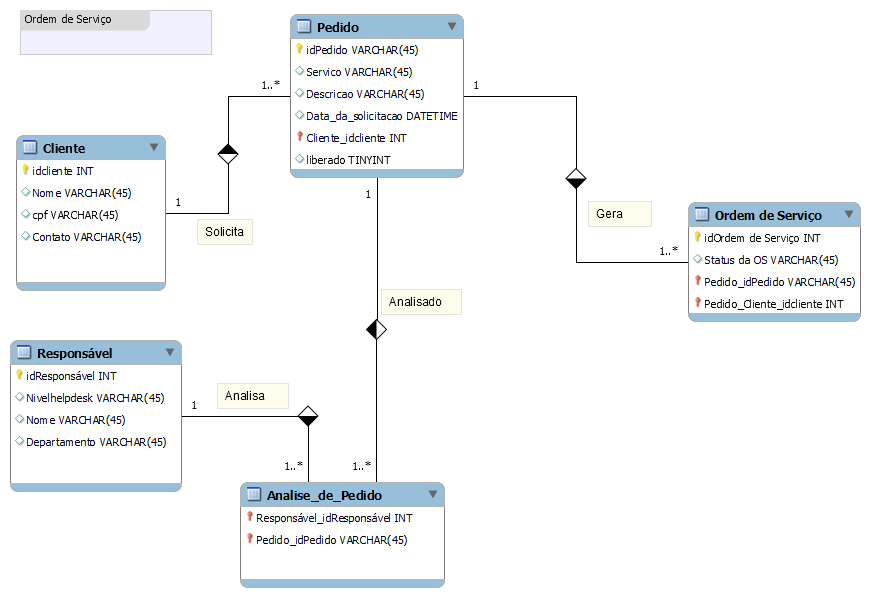 Ordem de Serviço
Pedido
idPedido VARCHAR(45)
Servico VARCHAR(45)
Descricao VARCHAR(45)
Data_da_solicitacao DATETIME
Cliente_idcliente INT
liberado TINYINT
1..*
1
1
Cliente
idcliente INT
Nome VARCHAR(45)
cpf VARCHAR(45)
Contato VARCHAR(45)
1
Solicita
Gera
1..*
Ordem de Serviço
idOrdem de Serviço INT
Status da OS VARCHAR(45)
Pedido_idPedido VARCHAR(45)
Pedido_Cliente_idcliente INT
Analisado
Responsável
idResponsável INT
Nivelhelpdesk VARCHAR(45)
Nome VARCHAR(45)
Departamento VARCHAR(45)
1
Analisa
1..*
1..*
Analise_de_Pedido
Responsável_idResponsável INT
Pedido_idPedido VARCHAR(45)